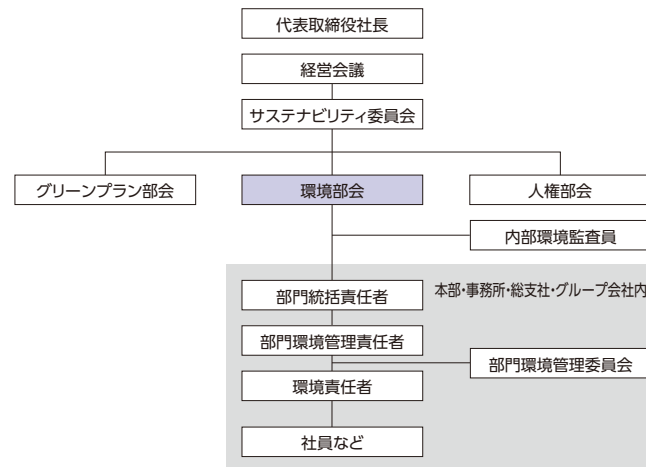 代表取締役社長
経営会議
サステナビリティ委員会
グリーンプラン部会
環境部会
人権部会
内部環境監査員
部門統括責任者
本部・事務所・総支社・グループ会社内
部門環境管理責任者
部門環境管理委員会
環境責任者
社員など